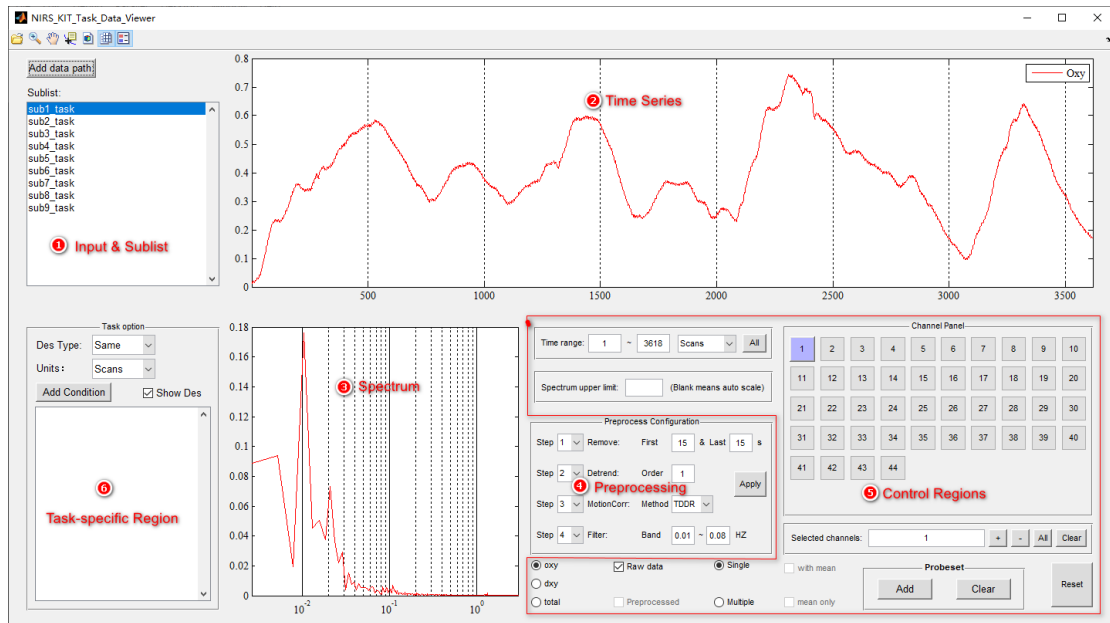 NIRS_KIT_Task_Data_Viewer
Add data path:
Sublist:
sub1_task
sub2_task
sub3_task
sub4_task
sub5_task
sub6_task
sub7_task
sub8_task
sub9_task
1 Input & Sublist
0.8
0.7
0.6
0.5
0.4
0.3
0.2
0.1
0
500
1000
1500
2000
2500
3000
3500
2 Time Series
Oxy
Task option
Des Type: Same
Units: Scans
Add Condition Show Des
6
Task-specific Region
0.18
0.16
0.14
0.12
0.1
0.08
0.06
0.04
0.02
0
10-2
10-1
100
3 Spectrum
Time range: 1 ~ 3618 Scans All
Spectrum upper limit: (Blank means auto scale)
Preprocess Configuration
Step 1 Remove: First 15 & Last 15 s
Step 2 Detrend: Order 1
Apply
4 Preprocessing
Step 3 MotionCorr: Method TDDR
Step 4 Filter: Band 0.01 ~ 0.08 HZ
Channel Panel
1 2 3 4 5 6 7 8 9 10
11 12 13 14 15 16 17 18 19 20
21 22 23 24 25 26 27 28 29 30
31 32 33 34 35 36 37 38 39 40
41 42 43 44
5 Control Regions
Selected channels: 1 + - All Clear
oxy Raw data Single with mean
dxy
total Preprocessed Multiple mean only
Probeset
Add Clear
Reset